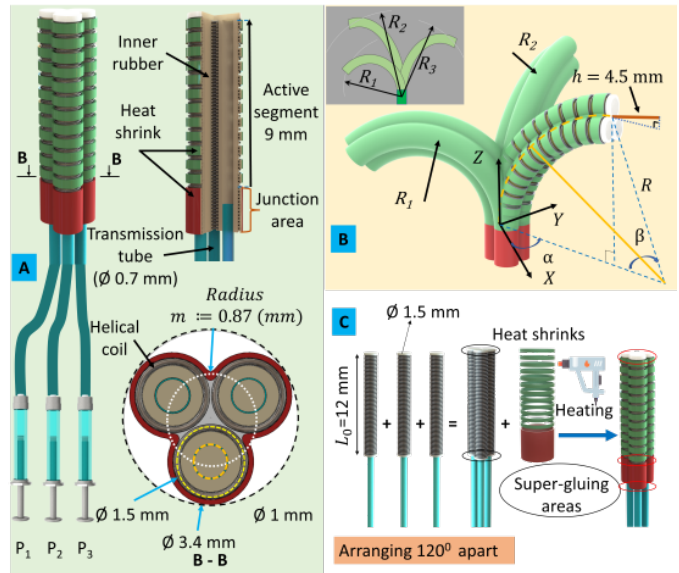 A
Inner
rubber
Heat
shrink
Active
segment
9 mm
B
B
Junction
area
Transmission
tube
(Ø 0.7 mm)
Radius
m := 0.87 (mm)
Helical
coil
Ø 1.5 mm
Ø 1 mm
Ø 3.4 mm
B - B
P1
P2
P3
R2
R1
R3
R2
h = 4.5 mm
R1
Z
Y
X
R
α
β
B
C
Ø 1.5 mm
L0=12 mm
+
+
=
+
Heat shrinks
Heating
Super-gluing
areas
Arranging 120⁰ apart